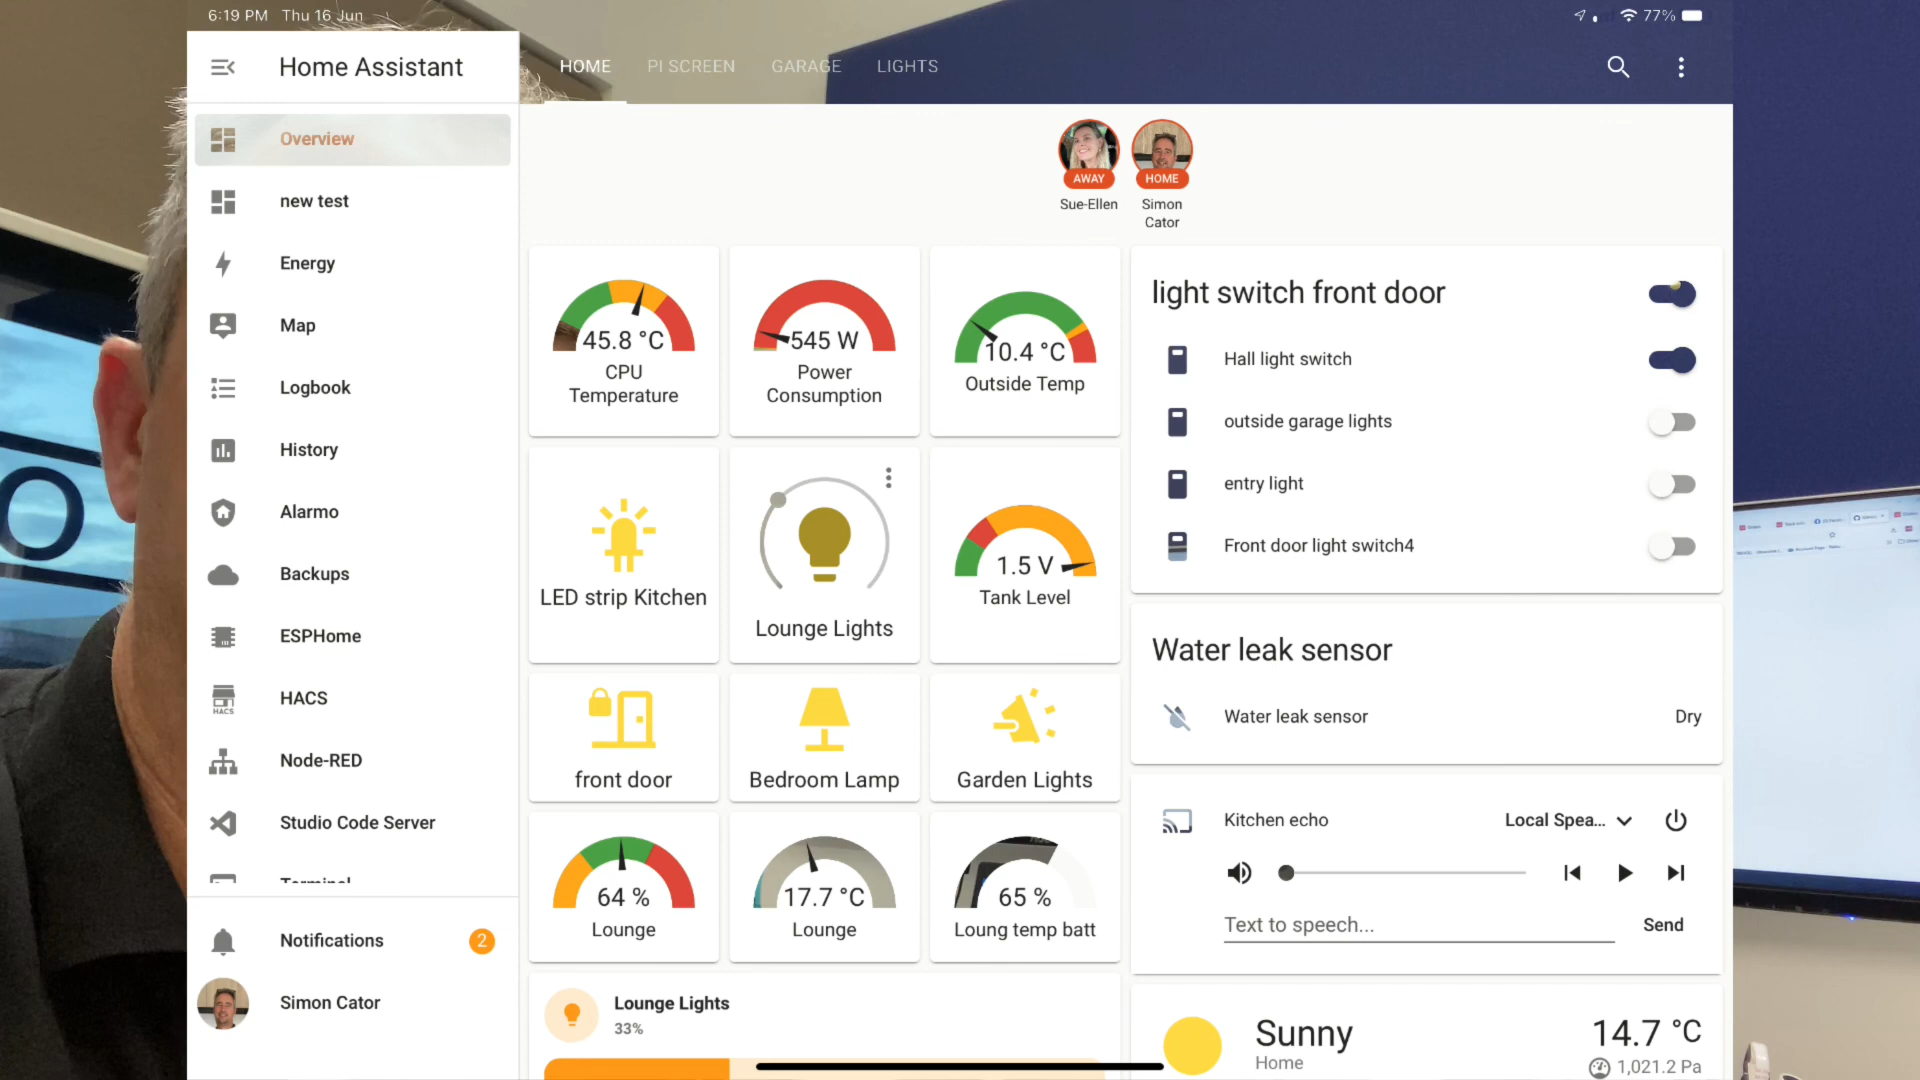 6:19 PM Thu 16 Jun
77%
Home Assistant
HOME PI SCREEN GARAGE LIGHTS
Overview
new test
Energy
Map
Logbook
History
Alarmo
Backups
ESPHome
HACS
HACS
Node-RED
Studio Code Server
Terminal
Notifications 2
Simon Cator
AWAY
Sue-Ellen
HOME
Simon
Cator
45.8 °C
CPU
Temperature
545 W
Power
Consumption
10.4 °C
Outside Temp
LED strip Kitchen
Lounge Lights
1.5 V
Tank Level
front door
Bedroom Lamp
Garden Lights
64 %
Lounge
17.7 °C
Lounge
65 %
Loung temp batt
Lounge Lights
33%
light switch front door
Hall light switch
outside garage lights
entry light
Front door light switch4
Water leak sensor
Water leak sensor Dry
Kitchen echo Local Spea...
Text to speech... Send
Sunny 14.7 °C
Home 1,021.2 Pa